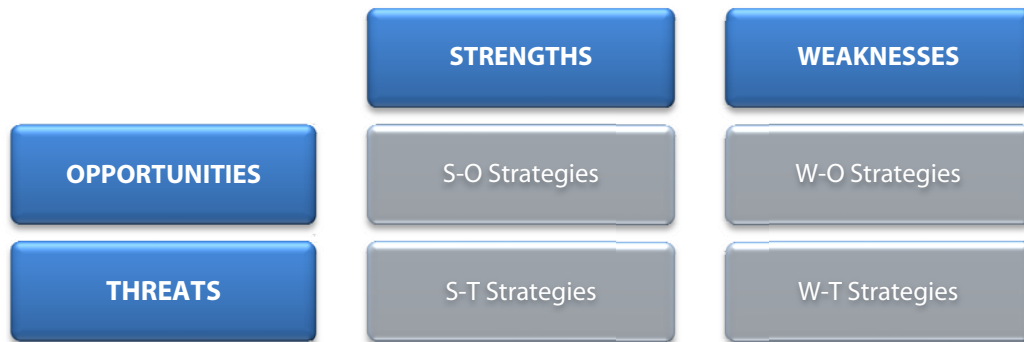 STRENGTHS
WEAKNESSES
OPPORTUNITIES
S-O Strategies
W-O Strategies
THREATS
S-T Strategies
W-T Strategies